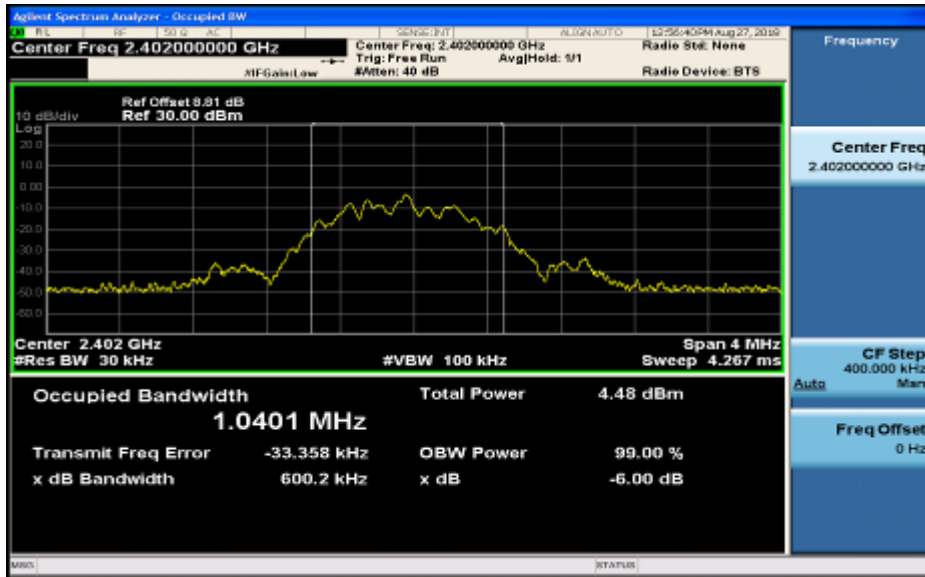 Agilent Spectrum Analyzer - Occupied BW
RL RF 50 Ω AC SENSE:INT ALIGN AUTO 12:56:40 PM Aug 27, 2019
Center Freq 2.402000000 GHz
Center Freq: 2.402000000 GHz
Radio Std: None
Trig: Free Run Avg|Hold: 1/1
#IFGain:Low #Atten: 40 dB Radio Device: BTS
Ref Offset 8.81 dB
10 dB/div Ref 30.00 dBm
Log
20.0
10.0
0.00
-10.0
-20.0
-30.0
-40.0
-50.0
-60.0
Center 2.402 GHz Span 4 MHz
#Res BW 30 kHz #VBW 100 kHz Sweep 4.267 ms
Occupied Bandwidth Total Power 4.48 dBm
1.0401 MHz
Transmit Freq Error -33.358 kHz OBW Power 99.00 %
x dB Bandwidth 600.2 kHz x dB -6.00 dB
MSG STATUS
Frequency
Center Freq
2.402000000 GHz
CF Step
400.000 kHz
Auto Man
Freq Offset
0 Hz